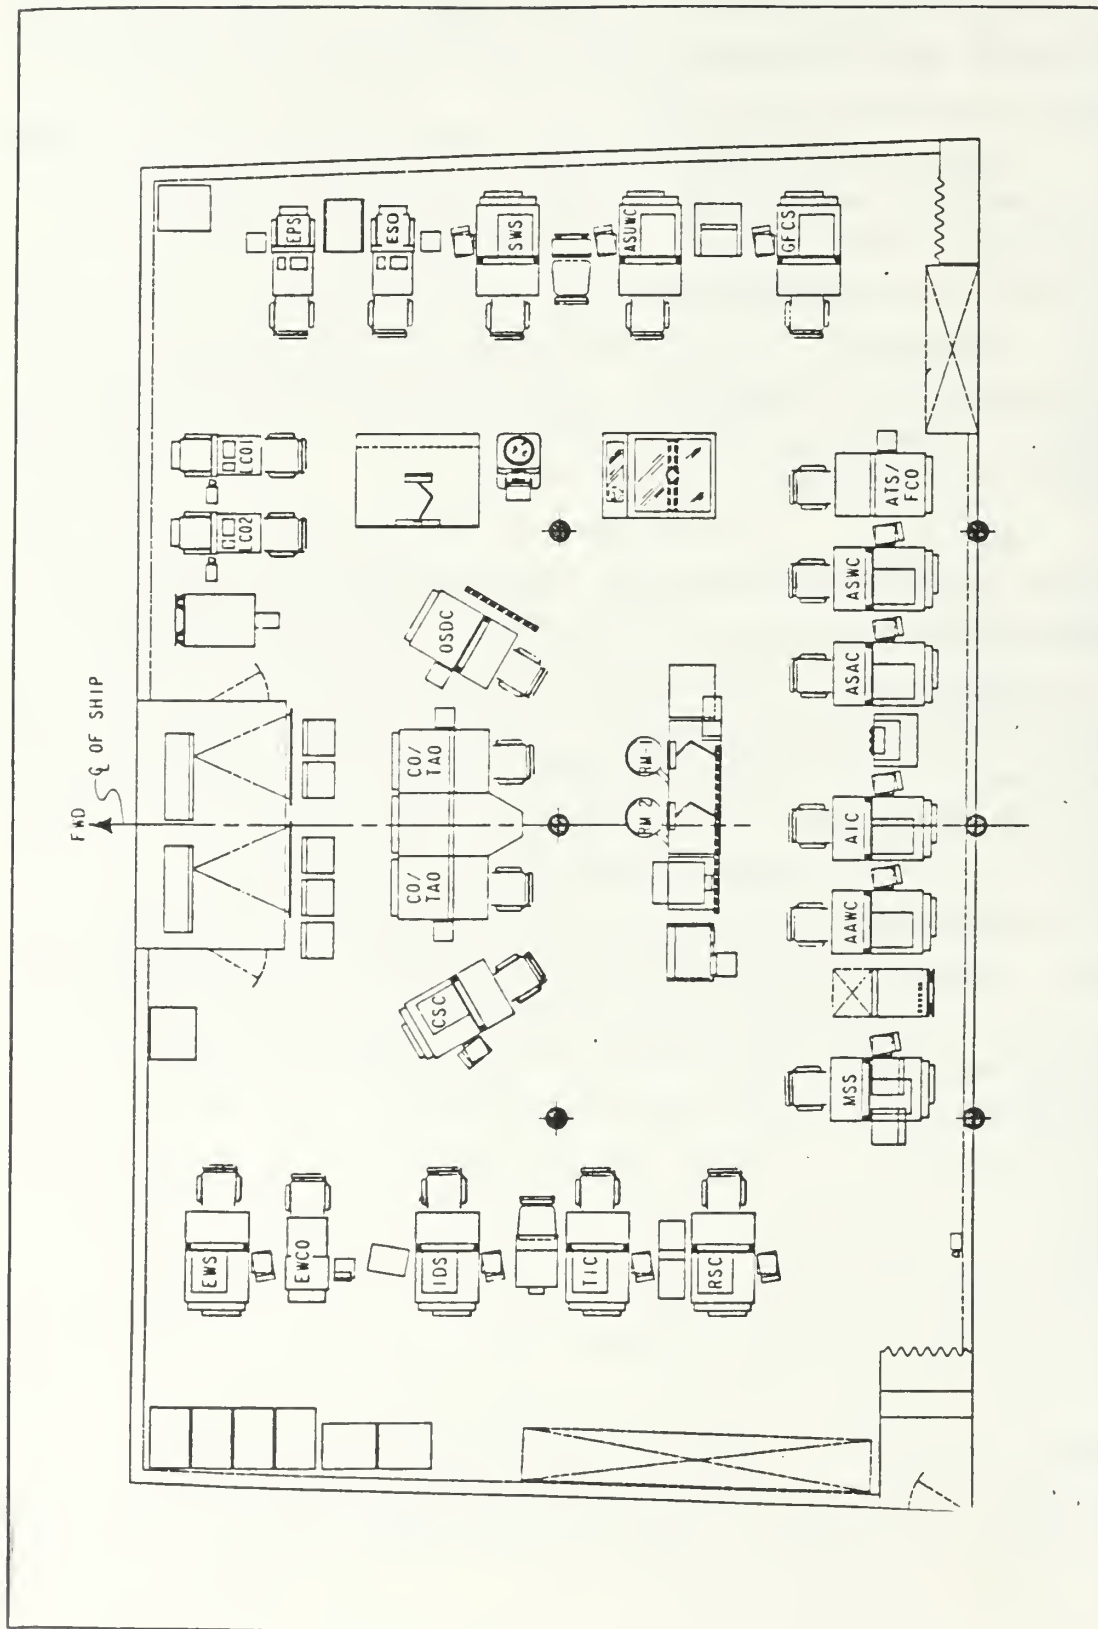 FWD
℄ OF SHIP
EPS
ESO
SWS
ASUWC
GFCS
LCO1
LCO2
OSDC
ATS/
FCO
ASWC
ASAC
CO/
TAO
CO/
TAO
RM-1
RM 2
AIC
AAWC
CSC
MSS
EWS
EWCO
IDS
TIC
RSC